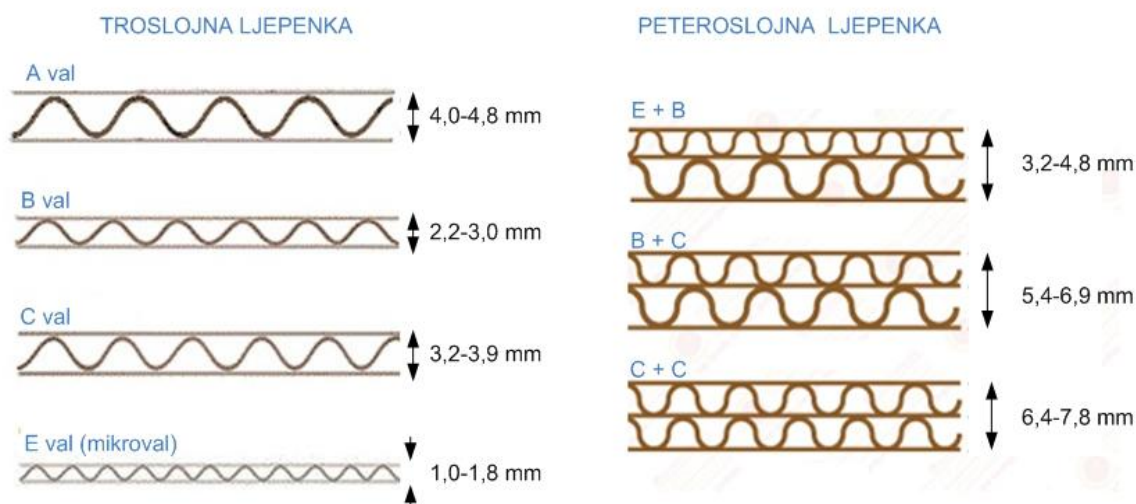 TROSLOJNA LJEPENKA
A val
4,0-4,8 mm
B val
2,2-3,0 mm
C val
3,2-3,9 mm
E val (mikroval)
1,0-1,8 mm
PETEROSLOJNA LJEPENKA
E + B
3,2-4,8 mm
B + C
5,4-6,9 mm
C + C
6,4-7,8 mm